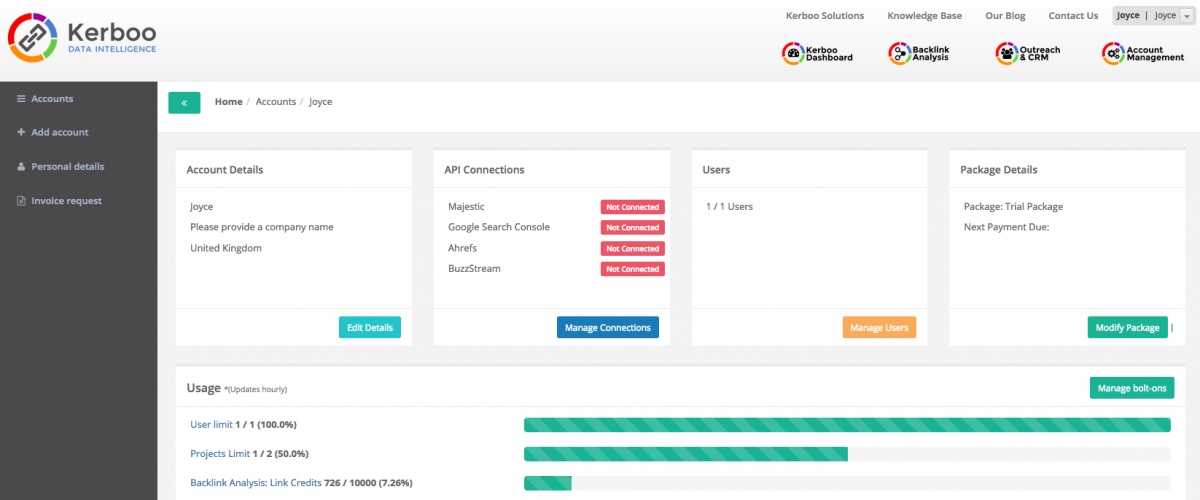 Kerboo
DATA INTELLIGENCE
Kerboo Solutions Knowledge Base Our Blog Contact Us Joyce | Joyce
Kerboo Dashboard
Backlink Analysis
Outreach & CRM
Account Management
Accounts
Add account
Personal details
Invoice request
« Home / Accounts / Joyce
Account Details
Joyce
Please provide a company name
United Kingdom
Edit Details
API Connections
Majestic Not Connected
Google Search Console Not Connected
Ahrefs Not Connected
BuzzStream Not Connected
Manage Connections
Users
1 / 1 Users
Manage Users
Package Details
Package: Trial Package
Next Payment Due:
Modify Package |
Usage *(Updates hourly)
Manage bolt-ons
User limit 1 / 1 (100.0%)
Projects Limit 1 / 2 (50.0%)
Backlink Analysis: Link Credits 726 / 10000 (7.26%)